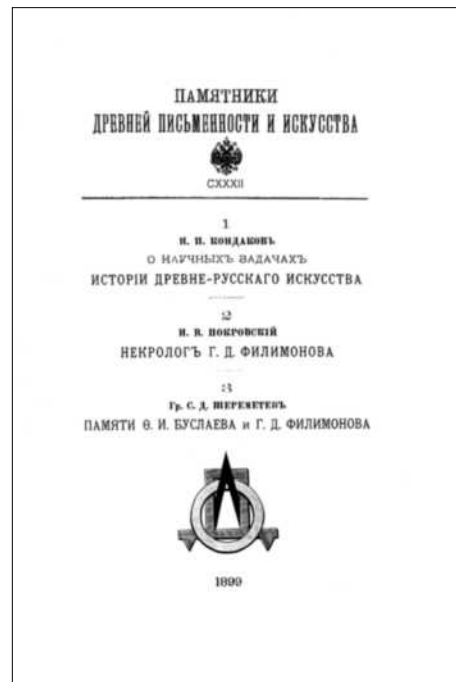 ПАМЯТНИКИ
ДРЕВНЕЙ ПИСЬМЕННОСТИ И ИСКУССТВА
CXXXII
1
Н. П. КОНДАКОВЪ
О НАУЧНЫХЪ ЗАДАЧАХЪ
ИСТОРІИ ДРЕВНЕ-РУССКАГО ИСКУССТВА
2
Н. В. ПОКРОВСКІЙ
НЕКРОЛОГЪ Г. Д. ФИЛИМОНОВА
3
Гр. С. Д. ШЕРЕМЕТЕВЪ
ПАМЯТИ Ѳ. И. БУСЛАЕВА и Г. Д. ФИЛИМОНОВА
1899